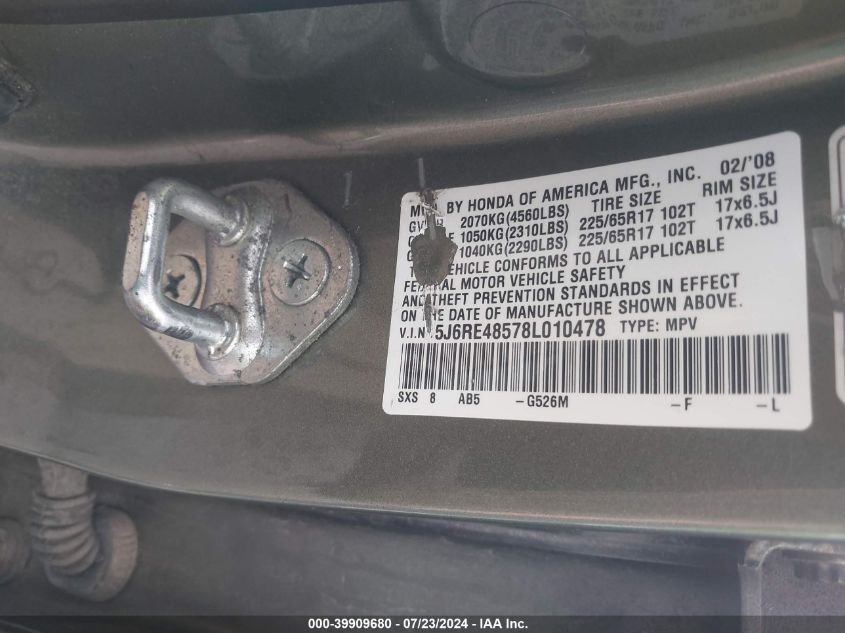 MFD. BY HONDA OF AMERICA MFG., INC. 02/'08
2070KG(4560LBS) TIRE SIZE RIM SIZE
1050KG(2310LBS) 225/65R17 102T 17x6.5J
1040KG(2290LBS) 225/65R17 102T 17x6.5J
VEHICLE CONFORMS TO ALL APPLICABLE
FEDERAL MOTOR VEHICLE SAFETY
AND THEFT PREVENTION STANDARDS IN EFFECT
ON THE DATE OF MANUFACTURE SHOWN ABOVE.
V.I.N 5J6RE48578L010478 TYPE: MPV
SXS 8 AB5 -G526M -F -L
000-39909680 - 07/23/2024 - IAA Inc.